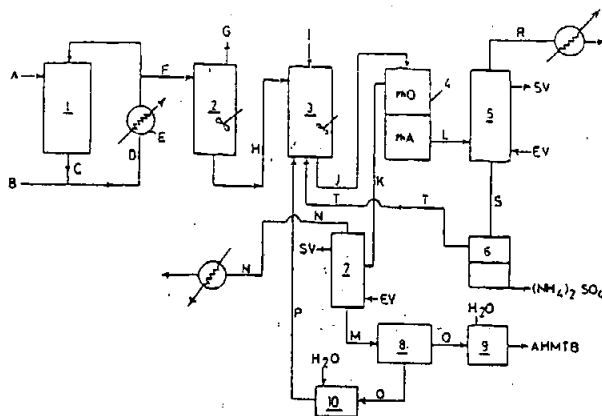 R
I
G
A
F
1
2
3
4
mO
mA
5
SV
E
D
C
B
H
J
K
L
EV
T
T
S
N
N
SV
7
EV
6
(NH4)2 SO4
P
M
8
O
H2O
9
AHMTB
H2O
10
O